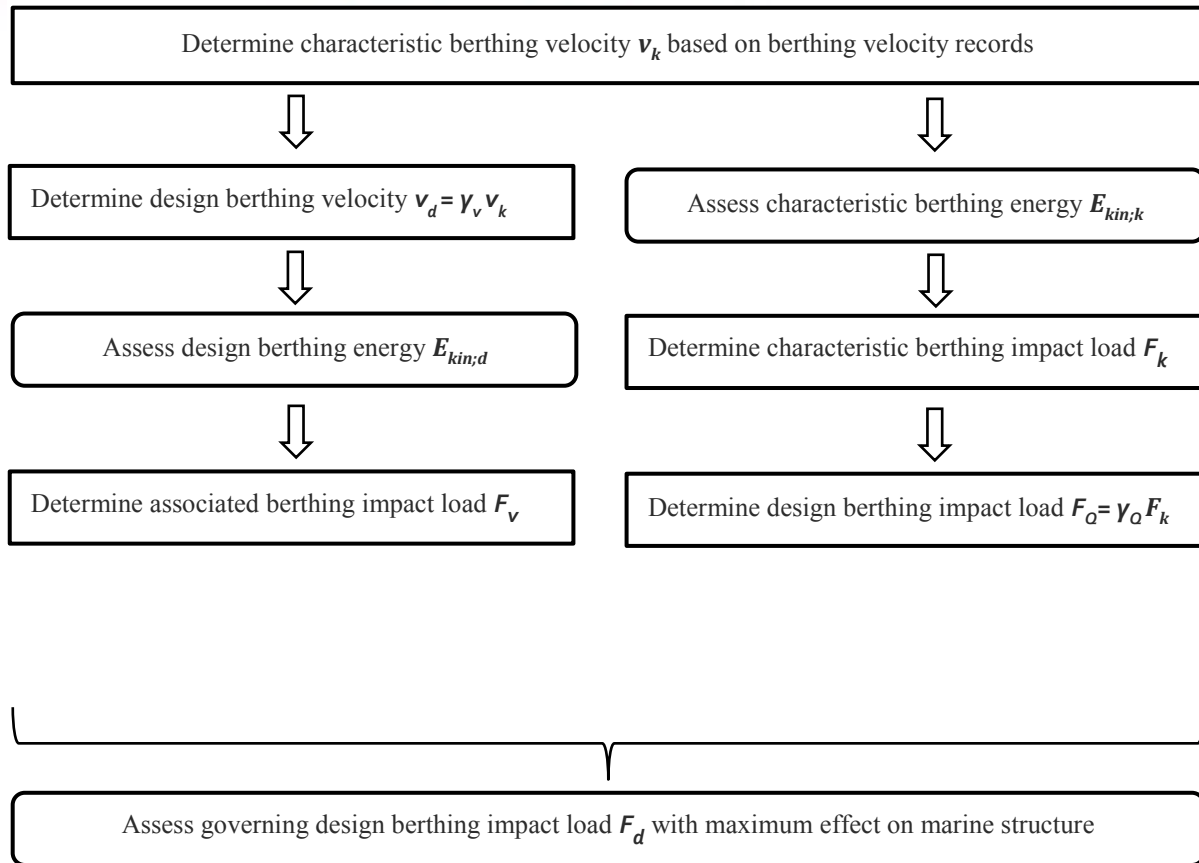 Determine characteristic berthing velocity v_k based on berthing velocity records
Determine design berthing velocity v_d = γ_v v_k
Assess characteristic berthing energy E_kin;k
Assess design berthing energy E_kin;d
Determine characteristic berthing impact load F_k
Determine associated berthing impact load F_v
Determine design berthing impact load F_Q = γ_Q F_k
Assess governing design berthing impact load F_d with maximum effect on marine structure